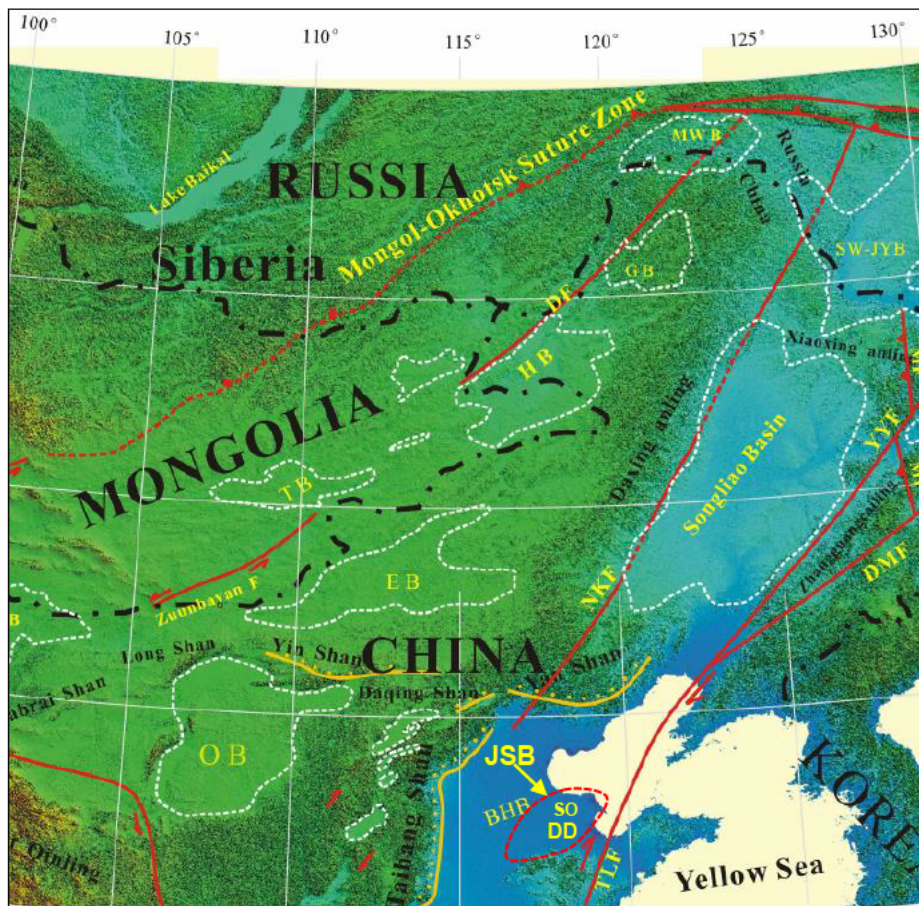 100°
105°
110°
115°
120°
125°
130°
Lake Baikal
RUSSIA
Siberia
Mongol-Okhotsk Suture Zone
MWB
Russia
China
SW-JYB
GB
DF
HB
Xiaoxing anling
MONGOLIA
TB
Daxing anling
Songliao Basin
YYF
Zuunbayan F
EB
NKF
Zhangguangcailing
DMF
B
Long Shan
Yin Shan
CHINA
Yan Shan
Daqing Shan
abrai Shan
OB
Taihang Shan
JSB
BHB
SO
DD
TLF
KORE
Qinling
Yellow Sea